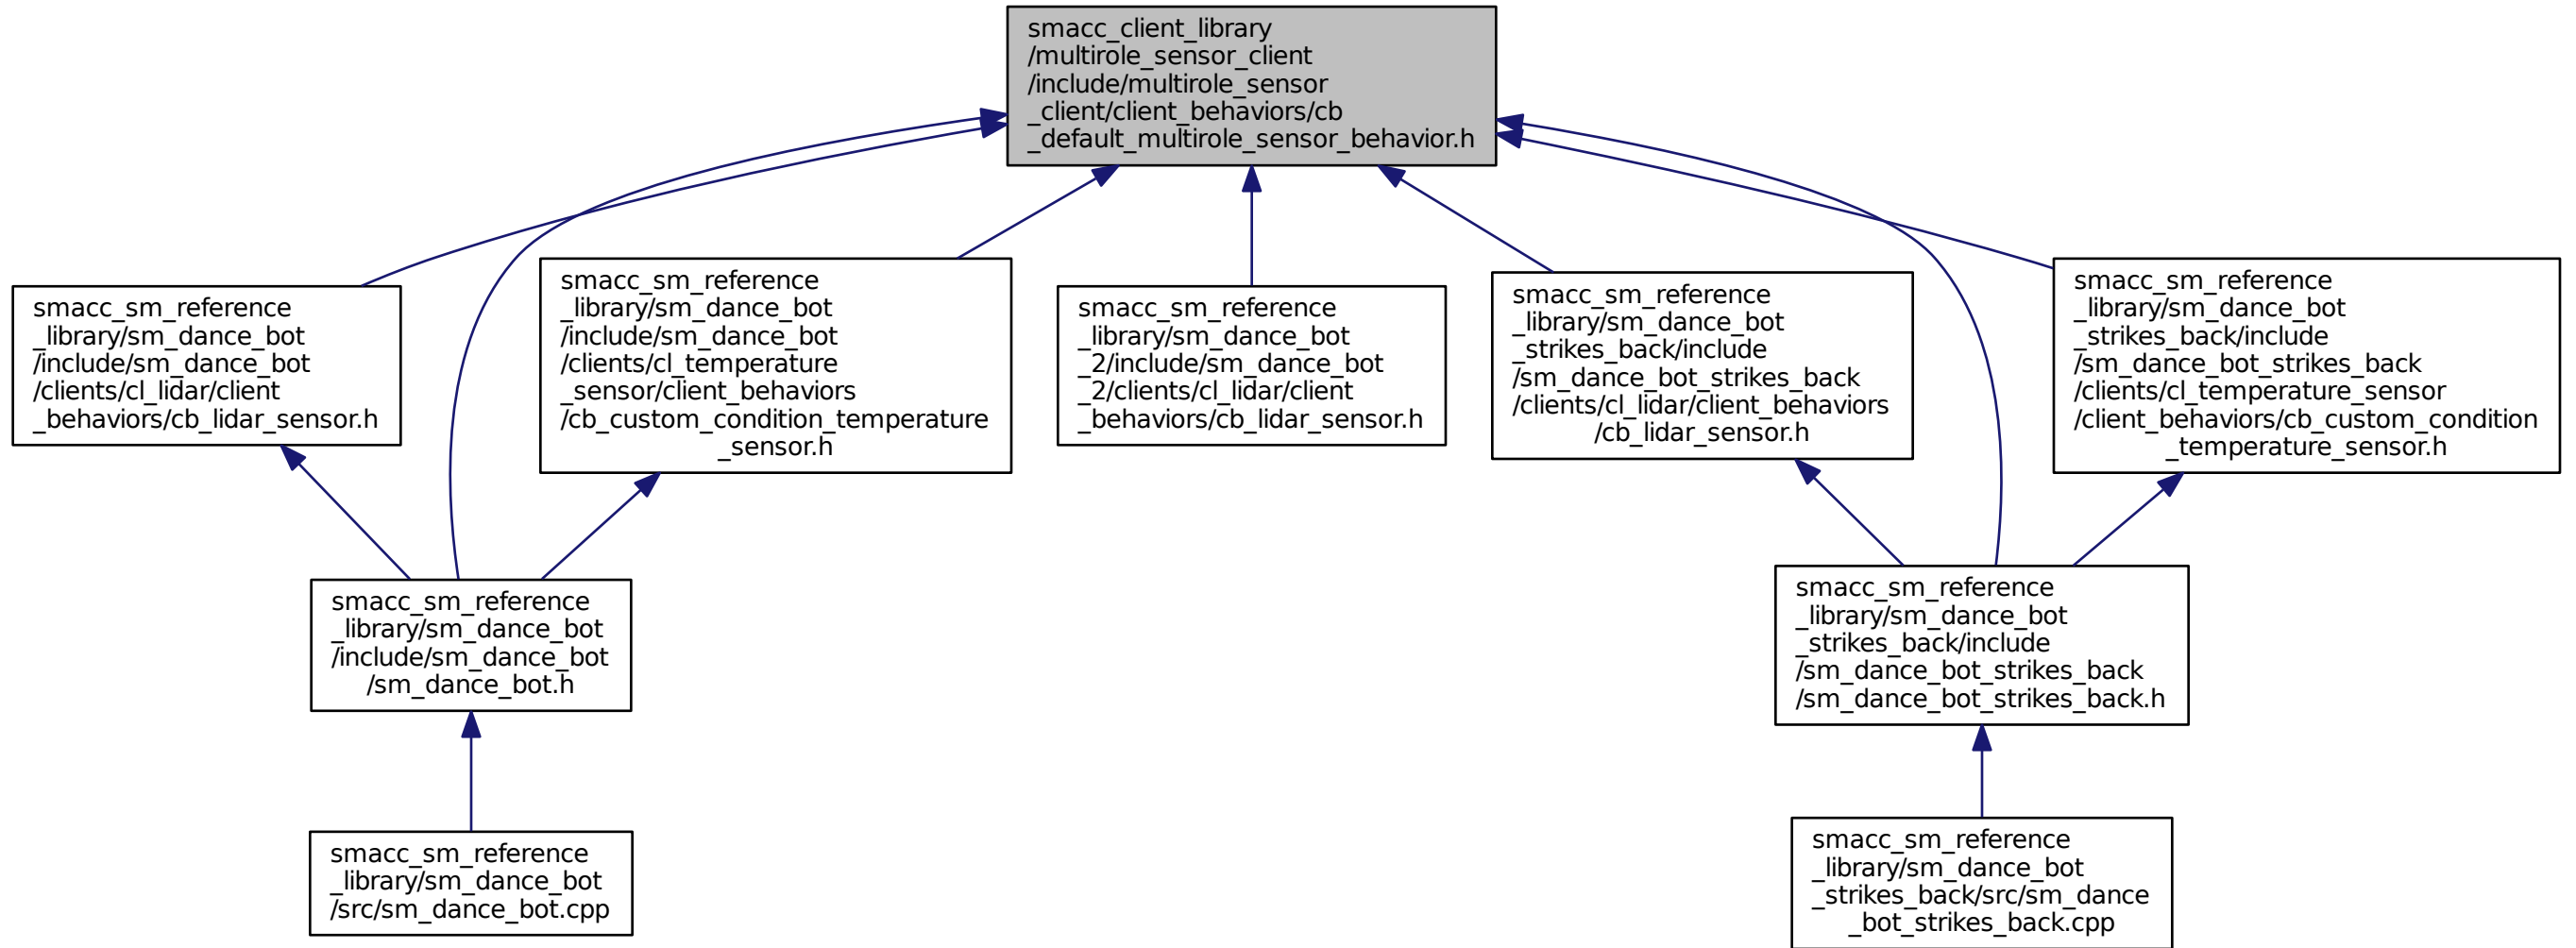 smacc_client_library
/multirole_sensor_client
/include/multirole_sensor
_client/client_behaviors/cb
_default_multirole_sensor_behavior.h
smacc_sm_reference
_library/sm_dance_bot
/include/sm_dance_bot
/clients/cl_lidar/client
_behaviors/cb_lidar_sensor.h
smacc_sm_reference
_library/sm_dance_bot
/include/sm_dance_bot
/clients/cl_temperature
_sensor/client_behaviors
/cb_custom_condition_temperature
_sensor.h
smacc_sm_reference
_library/sm_dance_bot
_2/include/sm_dance_bot
_2/clients/cl_lidar/client
_behaviors/cb_lidar_sensor.h
smacc_sm_reference
_library/sm_dance_bot
_strikes_back/include
/sm_dance_bot_strikes_back
/clients/cl_lidar/client_behaviors
/cb_lidar_sensor.h
smacc_sm_reference
_library/sm_dance_bot
_strikes_back/include
/sm_dance_bot_strikes_back
/clients/cl_temperature_sensor
/client_behaviors/cb_custom_condition
_temperature_sensor.h
smacc_sm_reference
_library/sm_dance_bot
/include/sm_dance_bot
/sm_dance_bot.h
smacc_sm_reference
_library/sm_dance_bot
_strikes_back/include
/sm_dance_bot_strikes_back
/sm_dance_bot_strikes_back.h
smacc_sm_reference
_library/sm_dance_bot
/src/sm_dance_bot.cpp
smacc_sm_reference
_library/sm_dance_bot
_strikes_back/src/sm_dance
_bot_strikes_back.cpp